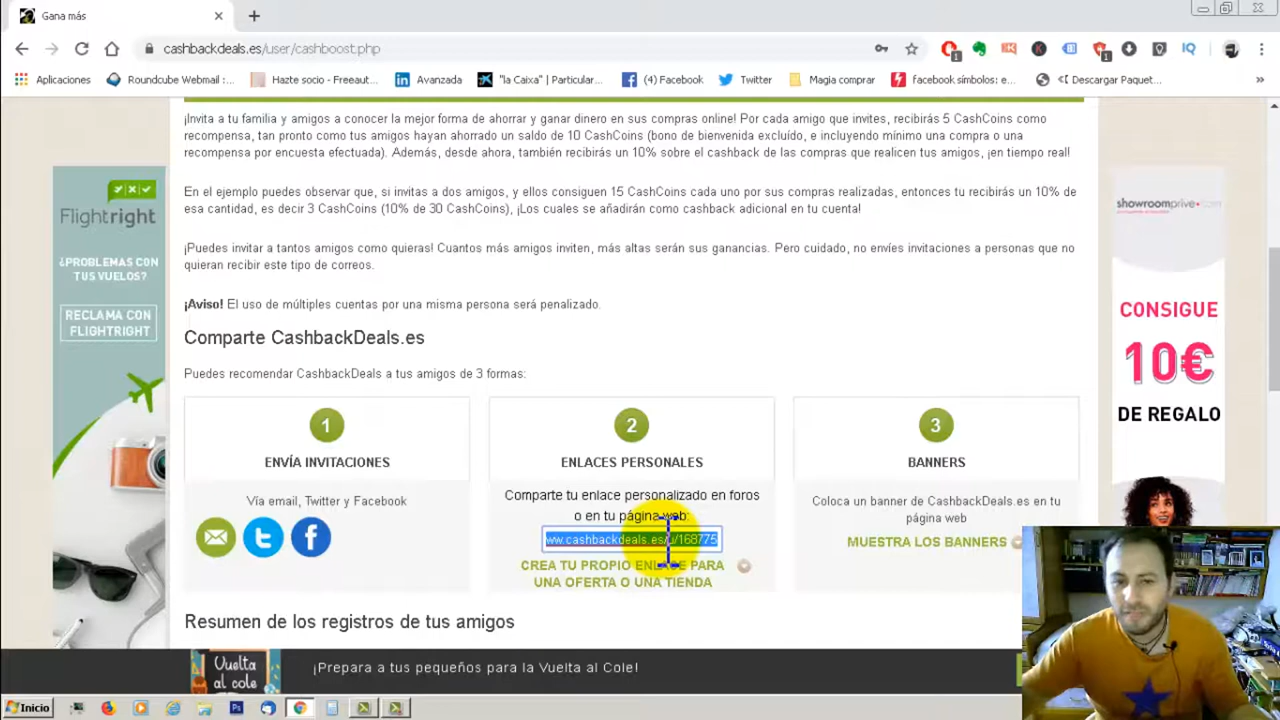 Gana más
cashbackdeals.es/user/cashboost.php
1
1
IQ
Aplicaciones
Roundcube Webmail :...
Hazte socio - Freeaut...
Avanzada
"la Caixa" | Particular...
(4) Facebook
Twitter
Magia comprar
facebook símbolos: e...
Descargar Paquet...
»
¡Invita a tu familia y amigos a conocer la mejor forma de ahorrar y ganar dinero en sus compras online! Por cada amigo que invites, recibirás 5 CashCoins como
recompensa, tan pronto como tus amigos hayan ahorrado un saldo de 10 CashCoins (bono de bienvenida excluído, e incluyendo mínimo una compra o una
recompensa por encuesta efectuada). Además, desde ahora, también recibirás un 10% sobre el cashback de las compras que realicen tus amigos, ¡en tiempo real!
En el ejemplo puedes observar que, si invitas a dos amigos, y ellos consiguen 15 CashCoins cada uno por sus compras realizadas, entonces tu recibirás un 10% de
esa cantidad, es decir 3 CashCoins (10% de 30 CashCoins), ¡Los cuales se añadirán como cashback adicional en tu cuenta!
¡Puedes invitar a tantos amigos como quieras! Cuantos más amigos inviten, más altas serán sus ganancias. Pero cuidado, no envíes invitaciones a personas que no
quieran recibir este tipo de correos.
¡Aviso! El uso de múltiples cuentas por una misma persona será penalizado.
Comparte CashbackDeals.es
Puedes recomendar CashbackDeals a tus amigos de 3 formas:
1
ENVÍA INVITACIONES
Vía email, Twitter y Facebook
2
ENLACES PERSONALES
Comparte tu enlace personalizado en foros
o en tu página web:
ww.cashbackdeals.es/u/168775
CREA TU PROPIO ENLACE PARA
UNA OFERTA O UNA TIENDA
3
BANNERS
Coloca un banner de CashbackDeals.es en tu
página web
MUESTRA LOS BANNERS
Resumen de los registros de tus amigos
Flightright
¿PROBLEMAS CON
TUS VUELOS?
RECLAMA CON
FLIGHTRIGHT
showroomprive.com
CONSIGUE
10€
DE REGALO
Vuelta
al cole
¡Prepara a tus pequeños para la Vuelta al Cole!
Inicio